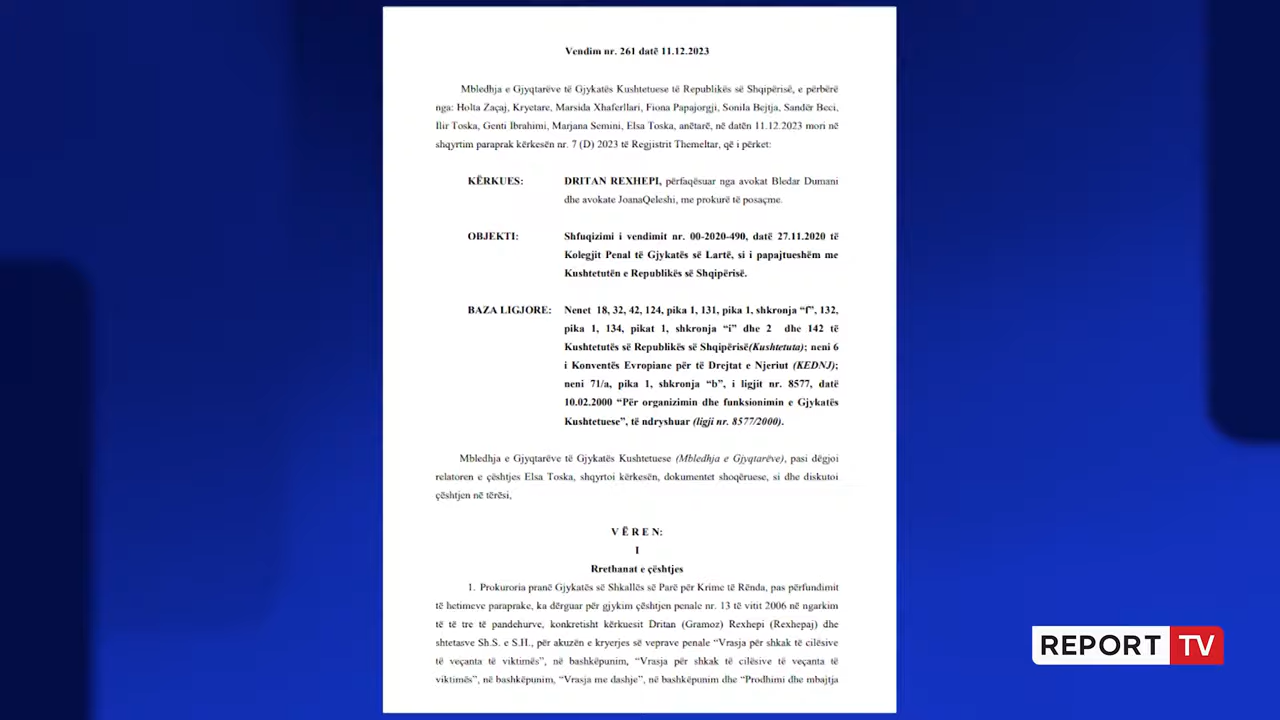 Vendim nr. 261 datë 11.12.2023
Mbledhja e Gjyqtarëve të Gjykatës Kushtetuese të Republikës së Shqipërisë, e përbërë
nga: Holta Zaçaj, Kryetare, Marsida Xhaferllari, Fiona Papajorgji, Sonila Bejtja, Sandër Beci,
Ilir Toska, Genti Ibrahimi, Marjana Semini, Elsa Toska, anëtarë, në datën 11.12.2023 mori në
shqyrtim paraprak kërkesën nr. 7 (D) 2023 të Regjistrit Themeltar, që i përket:
KËRKUES: DRITAN REXHEPI, përfaqësuar nga avokat Bledar Dumani
dhe avokate JoanaQeleshi, me prokurë të posaçme.
OBJEKTI: Shfuqizimi i vendimit nr. 00-2020-490, datë 27.11.2020 të
Kolegjit Penal të Gjykatës së Lartë, si i papajtueshëm me
Kushtetutën e Republikës së Shqipërisë.
BAZA LIGJORE: Nenet 18, 32, 42, 124, pika 1, 131, pika 1, shkronja “f”, 132,
pika 1, 134, pikat 1, shkronja “i” dhe 2 dhe 142 të
Kushtetutës së Republikës së Shqipërisë(Kushtetuta); neni 6
i Konventës Evropiane për të Drejtat e Njeriut (KEDNJ);
neni 71/a, pika 1, shkronja “b”, i ligjit nr. 8577, datë
10.02.2000 “Për organizimin dhe funksionimin e Gjykatës
Kushtetuese”, të ndryshuar (ligji nr. 8577/2000).
Mbledhja e Gjyqtarëve të Gjykatës Kushtetuese (Mbledhja e Gjyqtarëve), pasi dëgjoi
relatoren e çështjes Elsa Toska, shqyrtoi kërkesën, dokumentet shoqëruese, si dhe diskutoi
çështjen në tërësi,
V Ë R E N:
I
Rrethanat e çështjes
1. Prokuroria pranë Gjykatës së Shkallës së Parë për Krime të Rënda, pas përfundimit
të hetimeve paraprake, ka dërguar për gjykim çështjen penale nr. 13 të vitit 2006 në ngarkim
të të tre të pandehurve, konkretisht kërkuesit Dritan (Gramoz) Rexhepi (Rexhepaj) dhe
shtetasve Sh.S. e S.H., për akuzën e kryerjes së veprave penale “Vrasja për shkak të cilësive
të veçanta të viktimës”, në bashkëpunim, “Vrasja për shkak të cilësive të veçanta të
viktimës”, në bashkëpunim, “Vrasja me dashje”, në bashkëpunim dhe “Prodhimi dhe mbajtja
REPORT TV